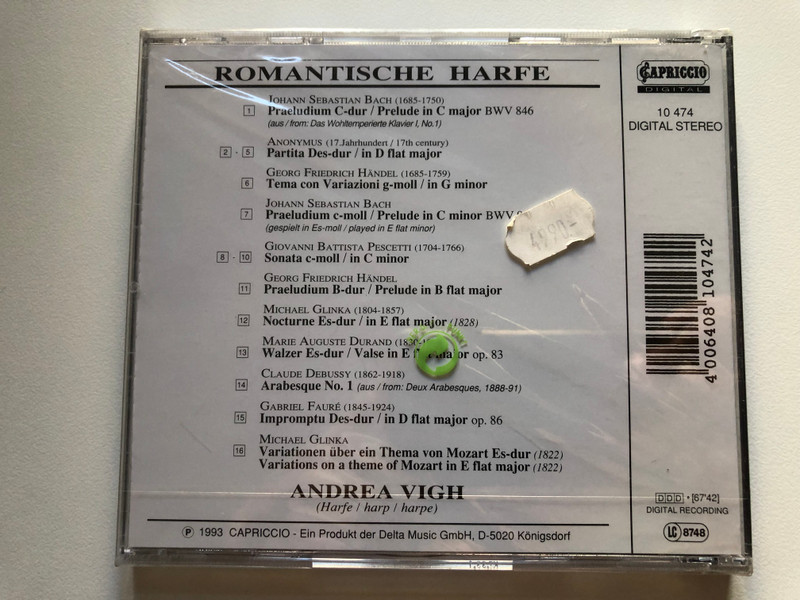 ROMANTISCHE HARFE
JOHANN SEBASTIAN BACH (1685-1750)
1 Praeludium C-dur / Prelude in C major BWV 846
(aus / from: Das Wohltemperierte Klavier I, No.1)
ANONYMUS (17.Jahrhundert / 17th century)
2 - 5 Partita Des-dur / in D flat major
GEORG FRIEDRICH HÄNDEL (1685-1759)
6 Tema con Variazioni g-moll / in G minor
JOHANN SEBASTIAN BACH
7 Praeludium c-moll / Prelude in C minor BWV
(gespielt in Es-moll / played in E flat minor)
GIOVANNI BATTISTA PESCETTI (1704-1766)
8 - 10 Sonata c-moll / in C minor
GEORG FRIEDRICH HÄNDEL
11 Praeludium B-dur / Prelude in B flat major
MICHAEL GLINKA (1804-1857)
12 Nocturne Es-dur / in E flat major (1828)
MARIE AUGUSTE DURAND
13 Walzer Es-dur / Valse in E op. 83
CLAUDE DEBUSSY (1862-1918)
14 Arabesque No. 1 (aus / from: Deux Arabesques, 1888-91)
GABRIEL FAURÉ (1845-1924)
15 Impromptu Des-dur / in D flat major op. 86
MICHAEL GLINKA
16 Variationen über ein Thema von Mozart Es-dur (1822)
Variations on a theme of Mozart in E flat major (1822)
ANDREA VIGH
(Harfe / harp / harpe)
℗ 1993 CAPRICCIO - Ein Produkt der Delta Music GmbH, D-5020 Königsdorf
4990-
CAPRICCIO
DIGITAL
10 474
DIGITAL STEREO
4 006408 104742
DDD • [67'42]
DIGITAL RECORDING
LC 8748